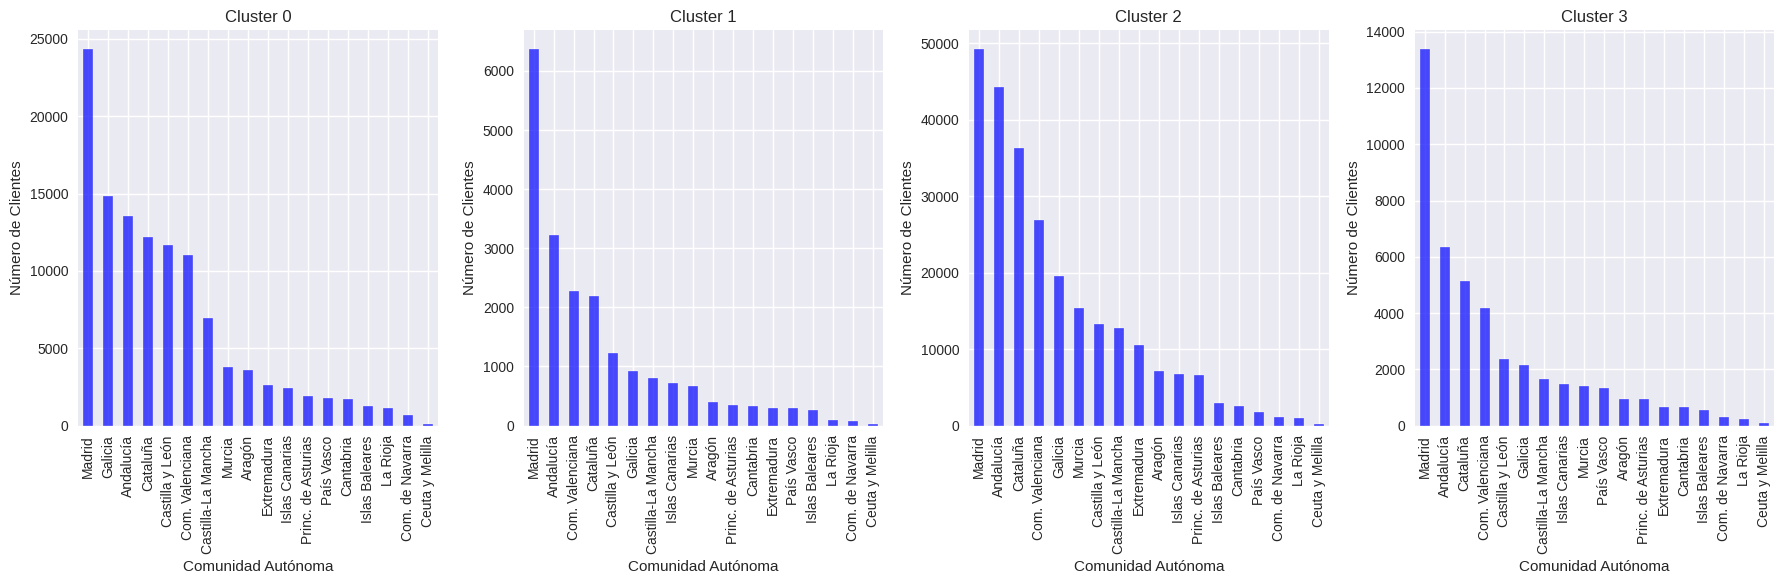 Cluster 0
25000
20000
15000
10000
5000
0
Número de Clientes
Madrid
Galicia
Andalucía
Cataluña
Castilla y León
Com. Valenciana
Castilla-La Mancha
Murcia
Aragón
Extremadura
Islas Canarias
Princ. de Asturias
País Vasco
Cantabria
Islas Baleares
La Rioja
Com. de Navarra
Ceuta y Melilla
Comunidad Autónoma
Cluster 1
6000
5000
4000
3000
2000
1000
0
Número de Clientes
Madrid
Andalucía
Com. Valenciana
Cataluña
Castilla y León
Galicia
Castilla-La Mancha
Islas Canarias
Murcia
Aragón
Princ. de Asturias
Cantabria
Extremadura
País Vasco
Islas Baleares
La Rioja
Com. de Navarra
Ceuta y Melilla
Comunidad Autónoma
Cluster 2
50000
40000
30000
20000
10000
0
Número de Clientes
Madrid
Andalucía
Cataluña
Com. Valenciana
Galicia
Murcia
Castilla y León
Castilla-La Mancha
Extremadura
Aragón
Islas Canarias
Princ. de Asturias
Islas Baleares
Cantabria
País Vasco
Com. de Navarra
La Rioja
Ceuta y Melilla
Comunidad Autónoma
Cluster 3
14000
12000
10000
8000
6000
4000
2000
0
Número de Clientes
Madrid
Andalucía
Cataluña
Com. Valenciana
Castilla y León
Galicia
Castilla-La Mancha
Islas Canarias
Murcia
País Vasco
Aragón
Princ. de Asturias
Extremadura
Cantabria
Islas Baleares
Com. de Navarra
La Rioja
Ceuta y Melilla
Comunidad Autónoma